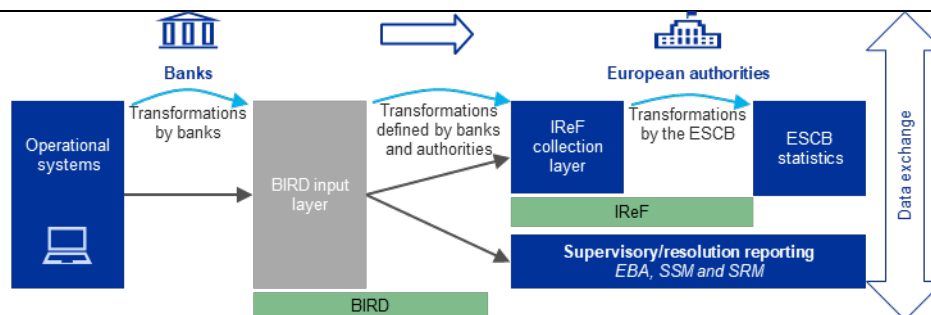 Banks
European authorities
Transformations
by banks
Transformations
defined by banks
and authorities
Transformations
by the ESCB
Operational
systems
BIRD input
layer
IReF
collection
layer
ESCB
statistics
IReF
Supervisory/resolution reporting
EBA, SSM and SRM
BIRD
Data exchange